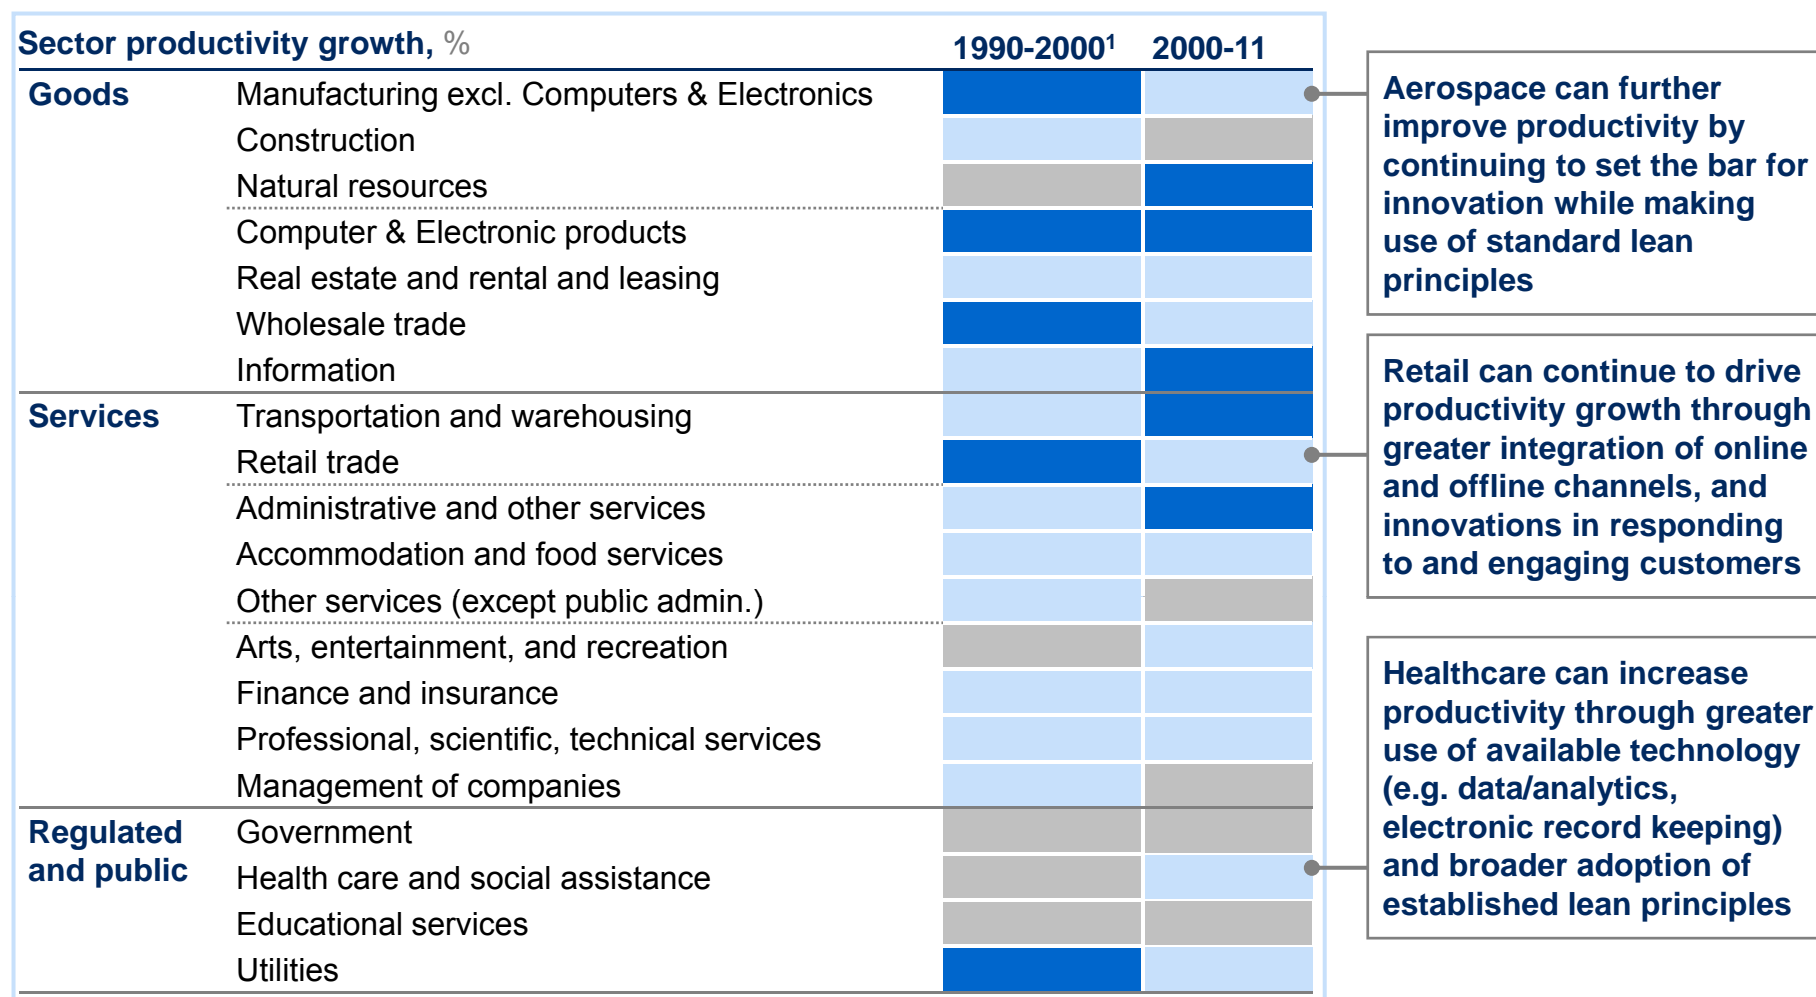 Sector productivity growth, % 1990-2000¹ 2000-11
Goods Manufacturing excl. Computers & Electronics
Construction
Natural resources
Computer & Electronic products
Real estate and rental and leasing
Wholesale trade
Information
Services Transportation and warehousing
Retail trade
Administrative and other services
Accommodation and food services
Other services (except public admin.)
Arts, entertainment, and recreation
Finance and insurance
Professional, scientific, technical services
Management of companies
Regulated
and public
Government
Health care and social assistance
Educational services
Utilities
Aerospace can further
improve productivity by
continuing to set the bar for
innovation while making
use of standard lean
principles
Retail can continue to drive
productivity growth through
greater integration of online
and offline channels, and
innovations in responding
to and engaging customers
Healthcare can increase
productivity through greater
use of available technology
(e.g. data/analytics,
electronic record keeping)
and broader adoption of
established lean principles